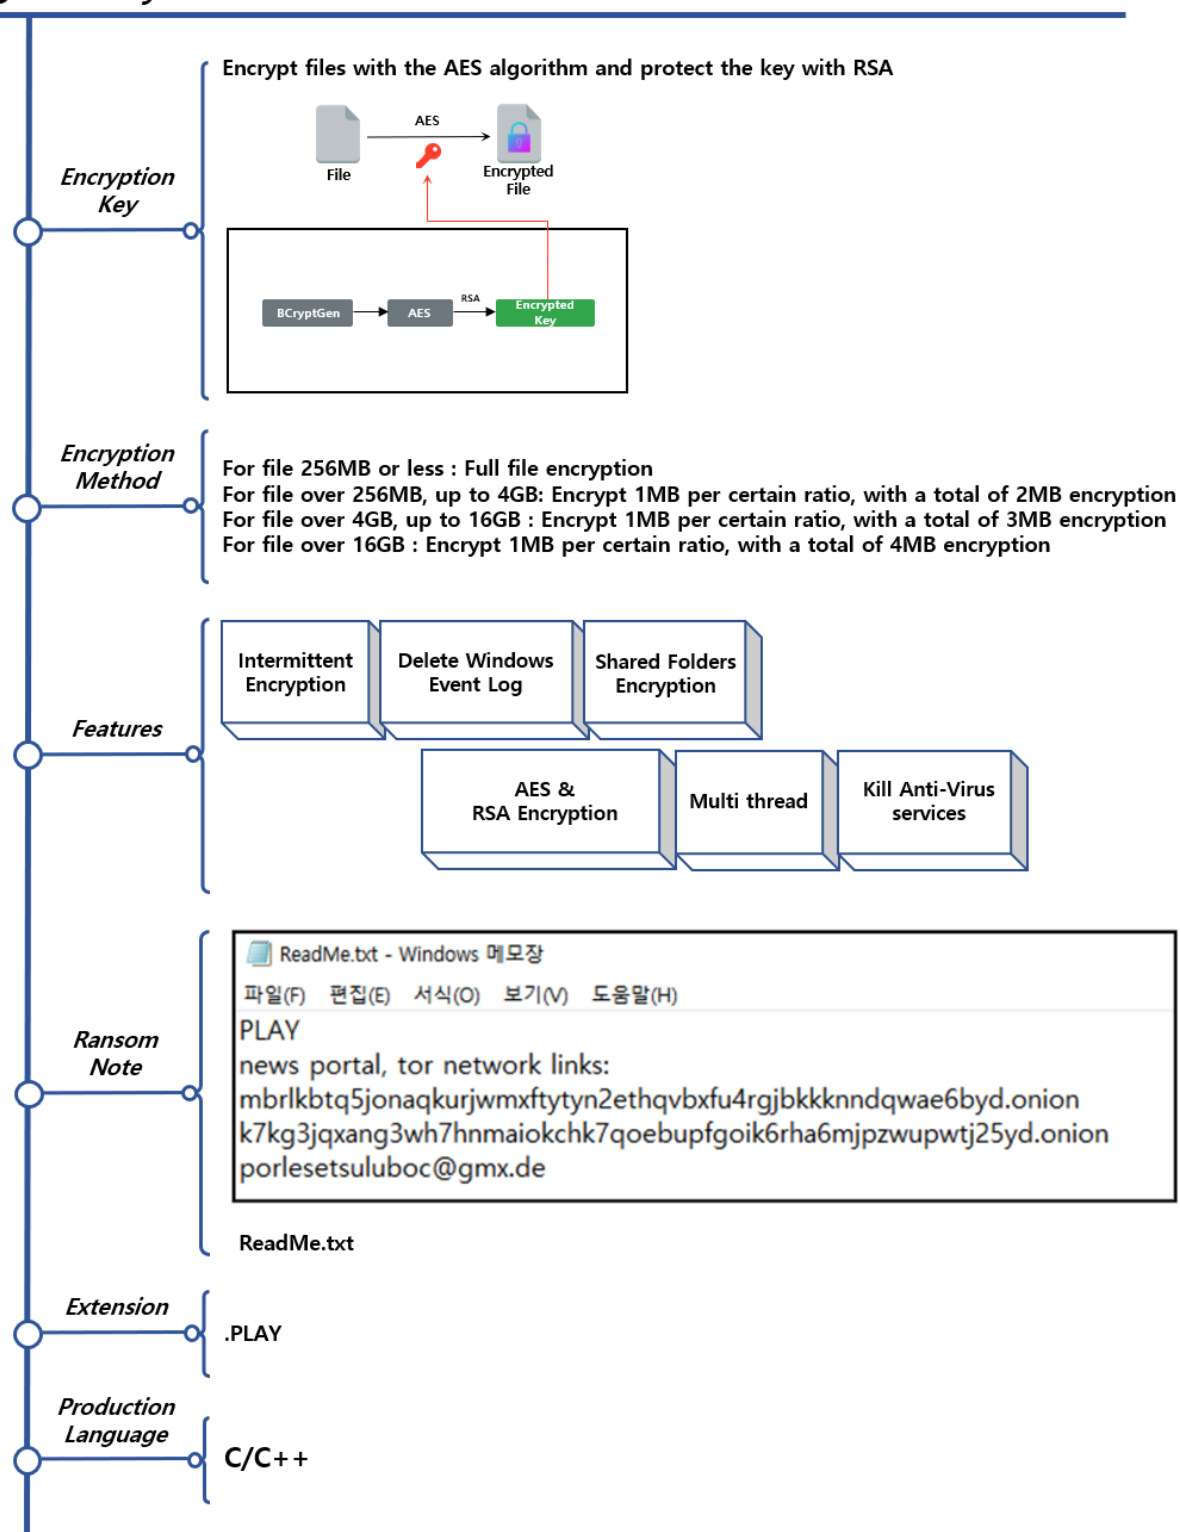 Encrypt files with the AES algorithm and protect the key with RSA
AES
File
Encrypted
File
Encryption
Key
BCryptGen
AES
RSA
Encrypted
Key
Encryption
Method
For file 256MB or less : Full file encryption
For file over 256MB, up to 4GB: Encrypt 1MB per certain ratio, with a total of 2MB encryption
For file over 4GB, up to 16GB : Encrypt 1MB per certain ratio, with a total of 3MB encryption
For file over 16GB : Encrypt 1MB per certain ratio, with a total of 4MB encryption
Features
Intermittent
Encryption
Delete Windows
Event Log
Shared Folders
Encryption
AES &
RSA Encryption
Multi thread
Kill Anti-Virus
services
Ransom
Note
ReadMe.txt - Windows 메모장
파일(F) 편집(E) 서식(O) 보기(V) 도움말(H)
PLAY
news portal, tor network links:
mbrlkbtq5jonaqkurjwmxftytyn2ethqvbxfu4rgjbkkknndqwae6byd.onion
k7kg3jqxang3wh7hnmaiokchk7qoebupfgoik6rha6mjpzwupwtj25yd.onion
porlesetsuluboc@gmx.de
ReadMe.txt
Extension
.PLAY
Production
Language
C/C++